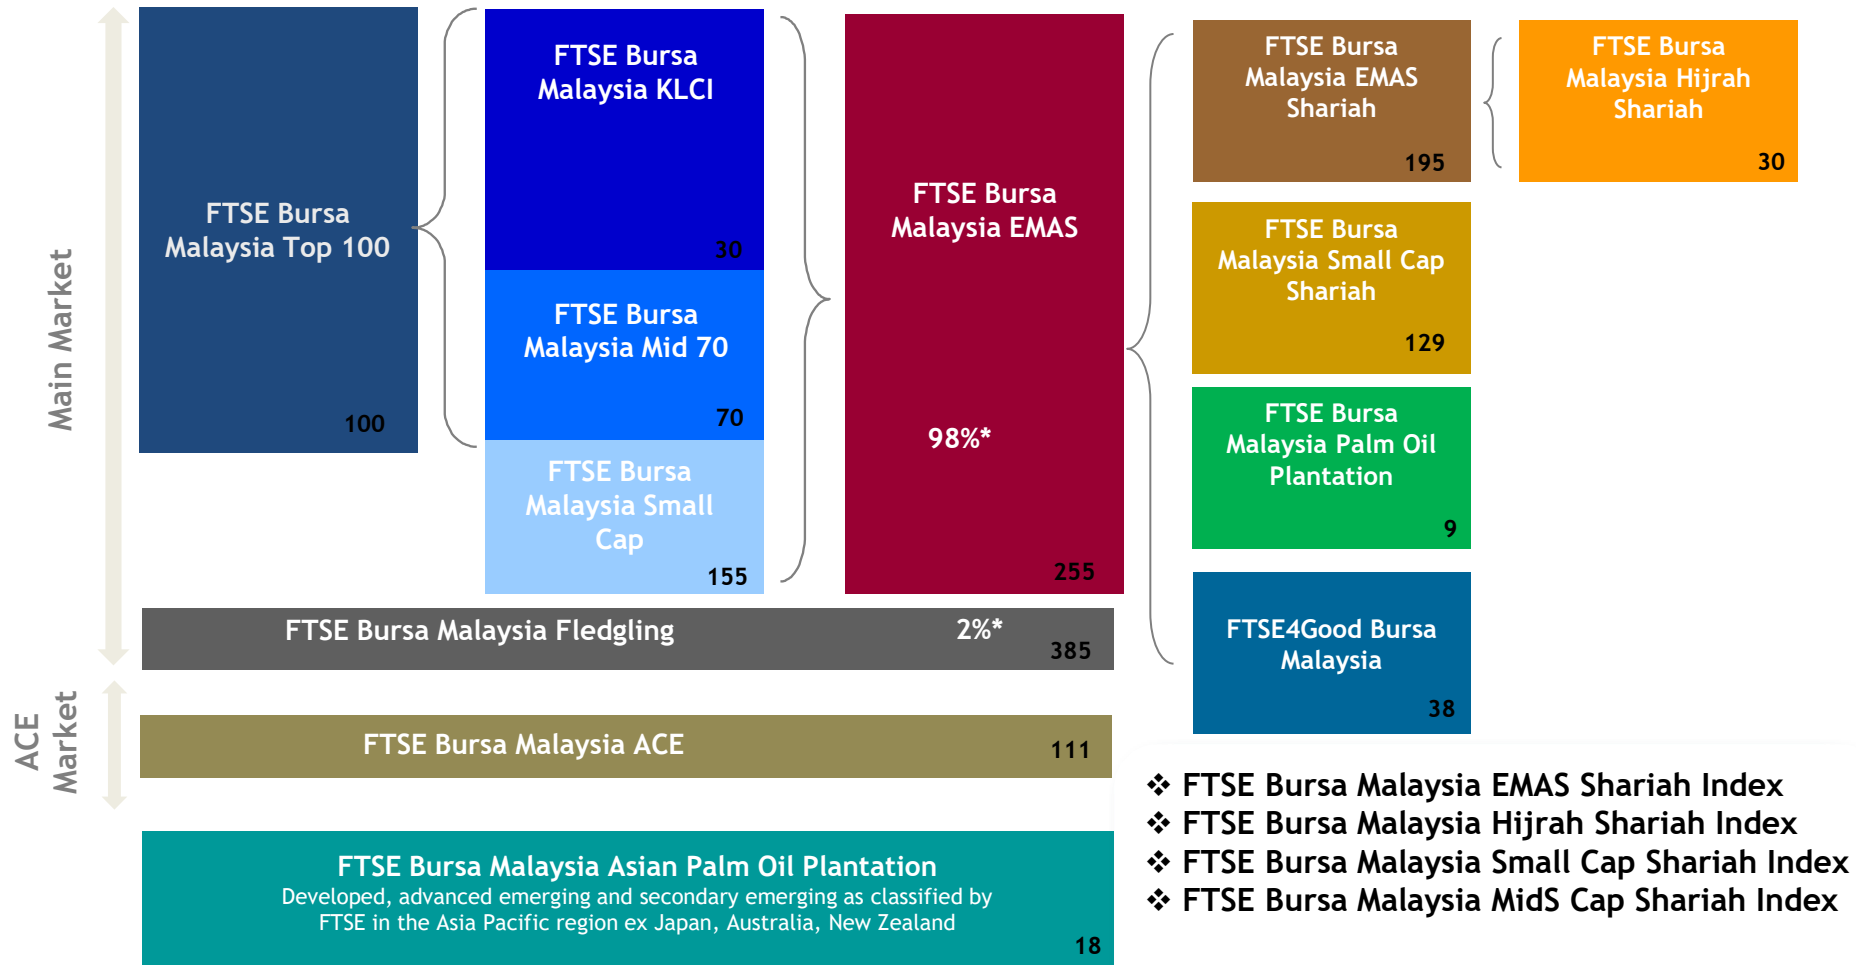 Main Market
FTSE Bursa
Malaysia Top 100
100
FTSE Bursa
Malaysia KLCI
30
FTSE Bursa
Malaysia Mid 70
70
FTSE Bursa
Malaysia Small
Cap
155
FTSE Bursa
Malaysia EMAS
98%*
255
FTSE Bursa
Malaysia EMAS
Shariah
195
FTSE Bursa
Malaysia Hijrah
Shariah
30
FTSE Bursa
Malaysia Small Cap
Shariah
129
FTSE Bursa
Malaysia Palm Oil
Plantation
9
FTSE4Good Bursa
Malaysia
38
FTSE Bursa Malaysia Fledgling
2%*
385
ACE
Market
FTSE Bursa Malaysia ACE
111
FTSE Bursa Malaysia Asian Palm Oil Plantation
Developed, advanced emerging and secondary emerging as classified by
FTSE in the Asia Pacific region ex Japan, Australia, New Zealand
18
❖ FTSE Bursa Malaysia EMAS Shariah Index
❖ FTSE Bursa Malaysia Hijrah Shariah Index
❖ FTSE Bursa Malaysia Small Cap Shariah Index
❖ FTSE Bursa Malaysia MidS Cap Shariah Index